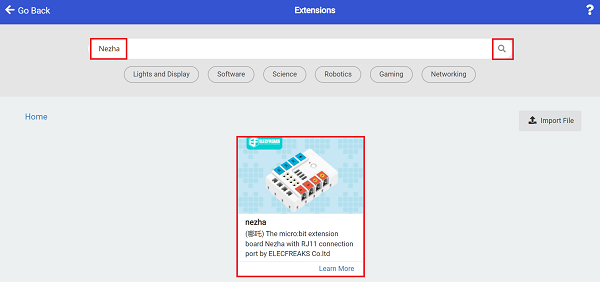 Go Back
Extensions
?
Nezha
Lights and Display
Software
Science
Robotics
Gaming
Networking
Home
Import File
ELECFREAKS
nezha
(哪吒) The micro:bit extension
board Nezha with RJ11 connection
port by ELECFREAKS Co.ltd
Learn More